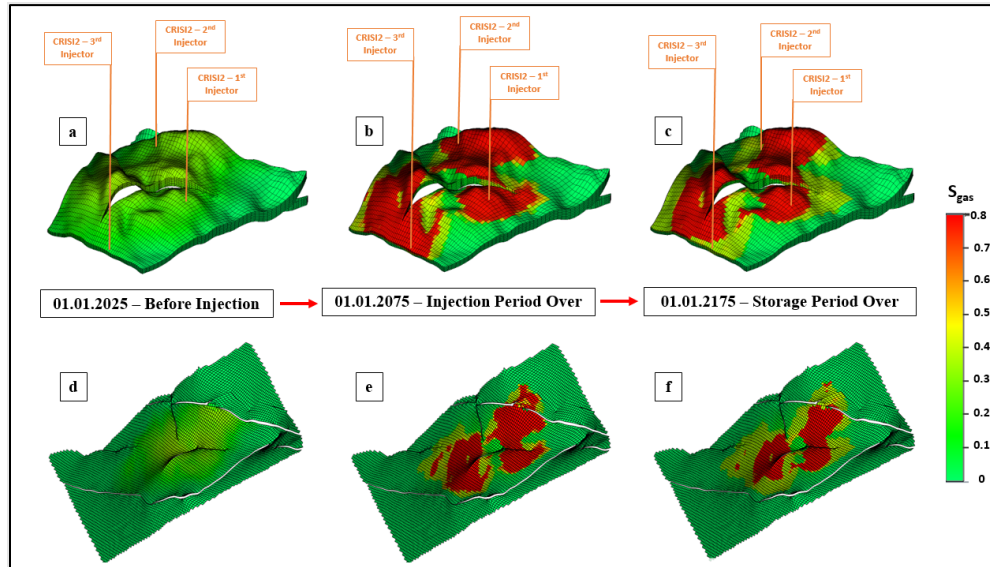 CRISI2 – 2nd
Injector
CRISI2 – 3rd
Injector
CRISI2 – 1st
Injector
a
CRISI2 – 3rd
Injector
CRISI2 – 2nd
Injector
CRISI2 – 1st
Injector
b
CRISI2 – 2nd
Injector
CRISI2 – 3rd
Injector
CRISI2 – 1st
Injector
c
Sgas
0.8
0.7
0.6
0.5
0.4
0.3
0.2
0.1
0
01.01.2025 – Before Injection
01.01.2075 – Injection Period Over
01.01.2175 – Storage Period Over
d
e
f